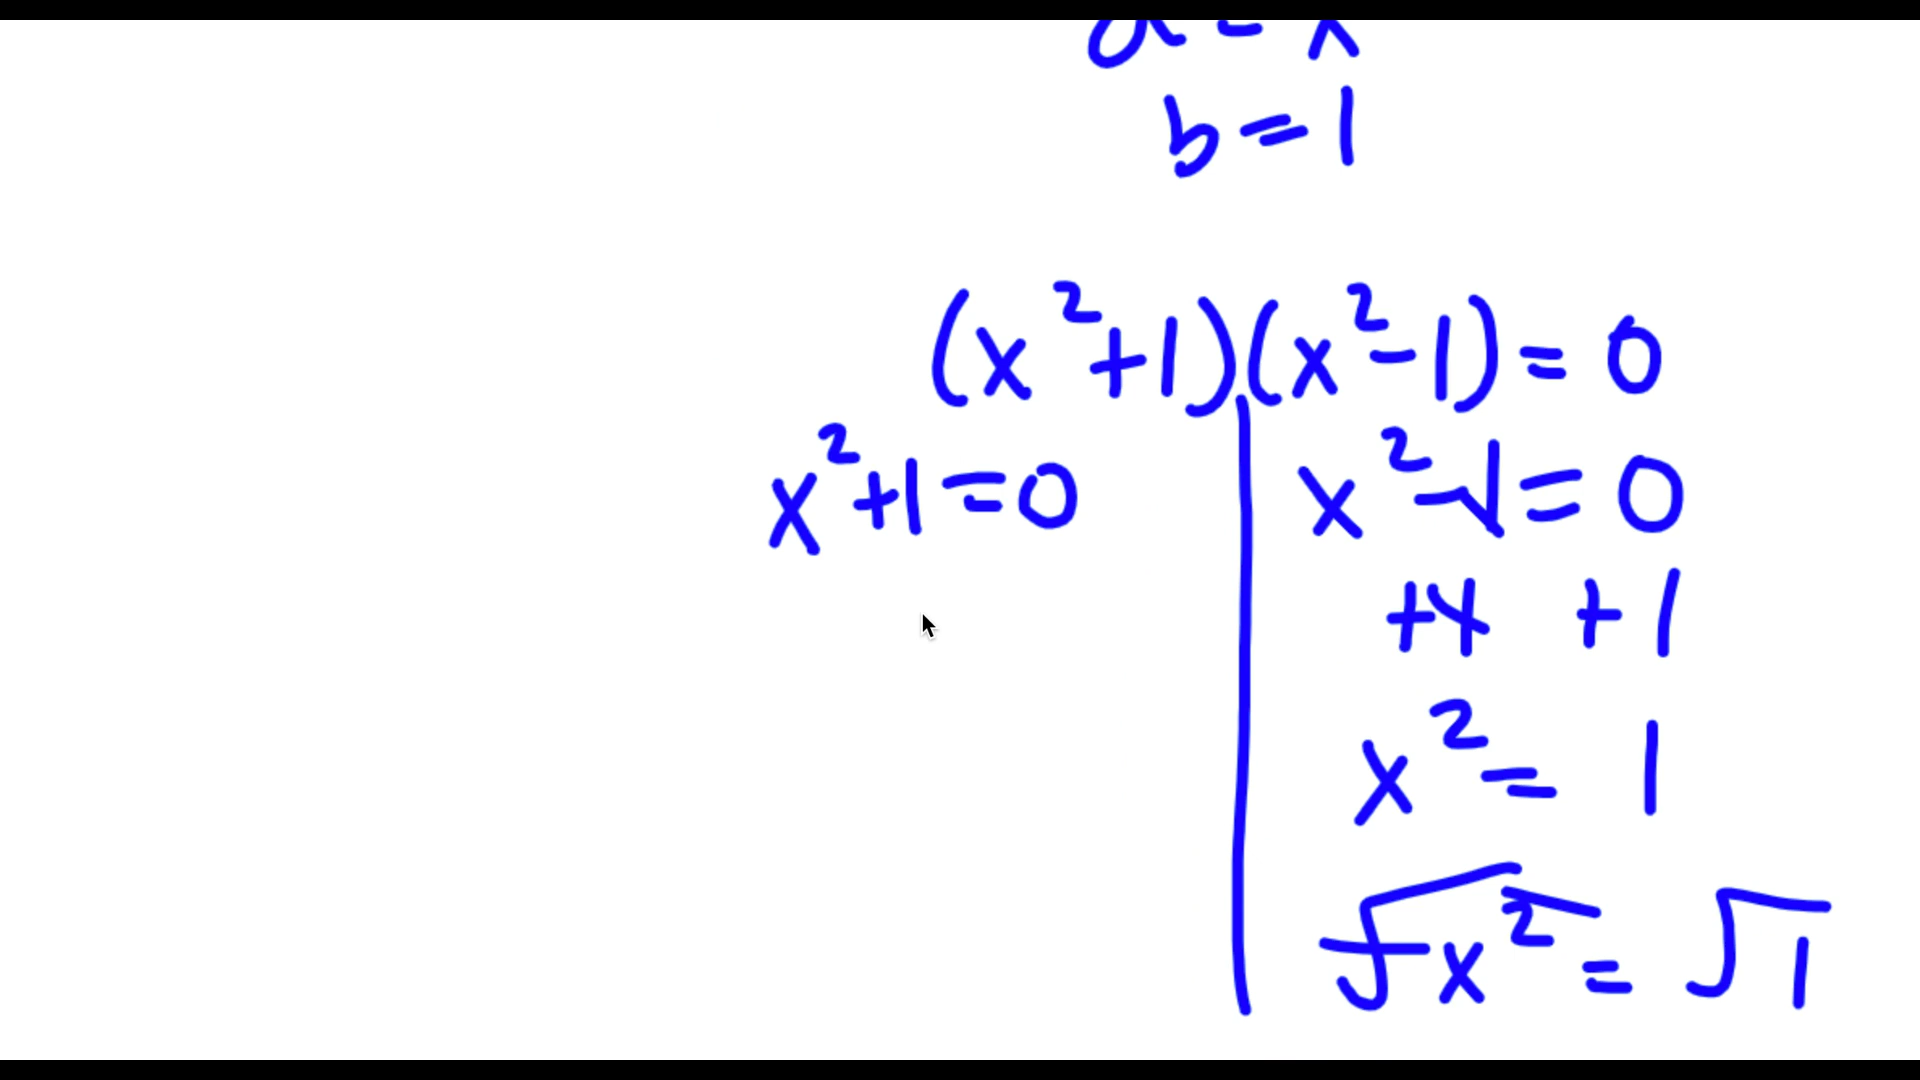 a = x
b = 1
(x²+1)(x²-1) = 0
x²+1 = 0
x²-1 = 0
+1 +1
x² = 1
√x² = √1